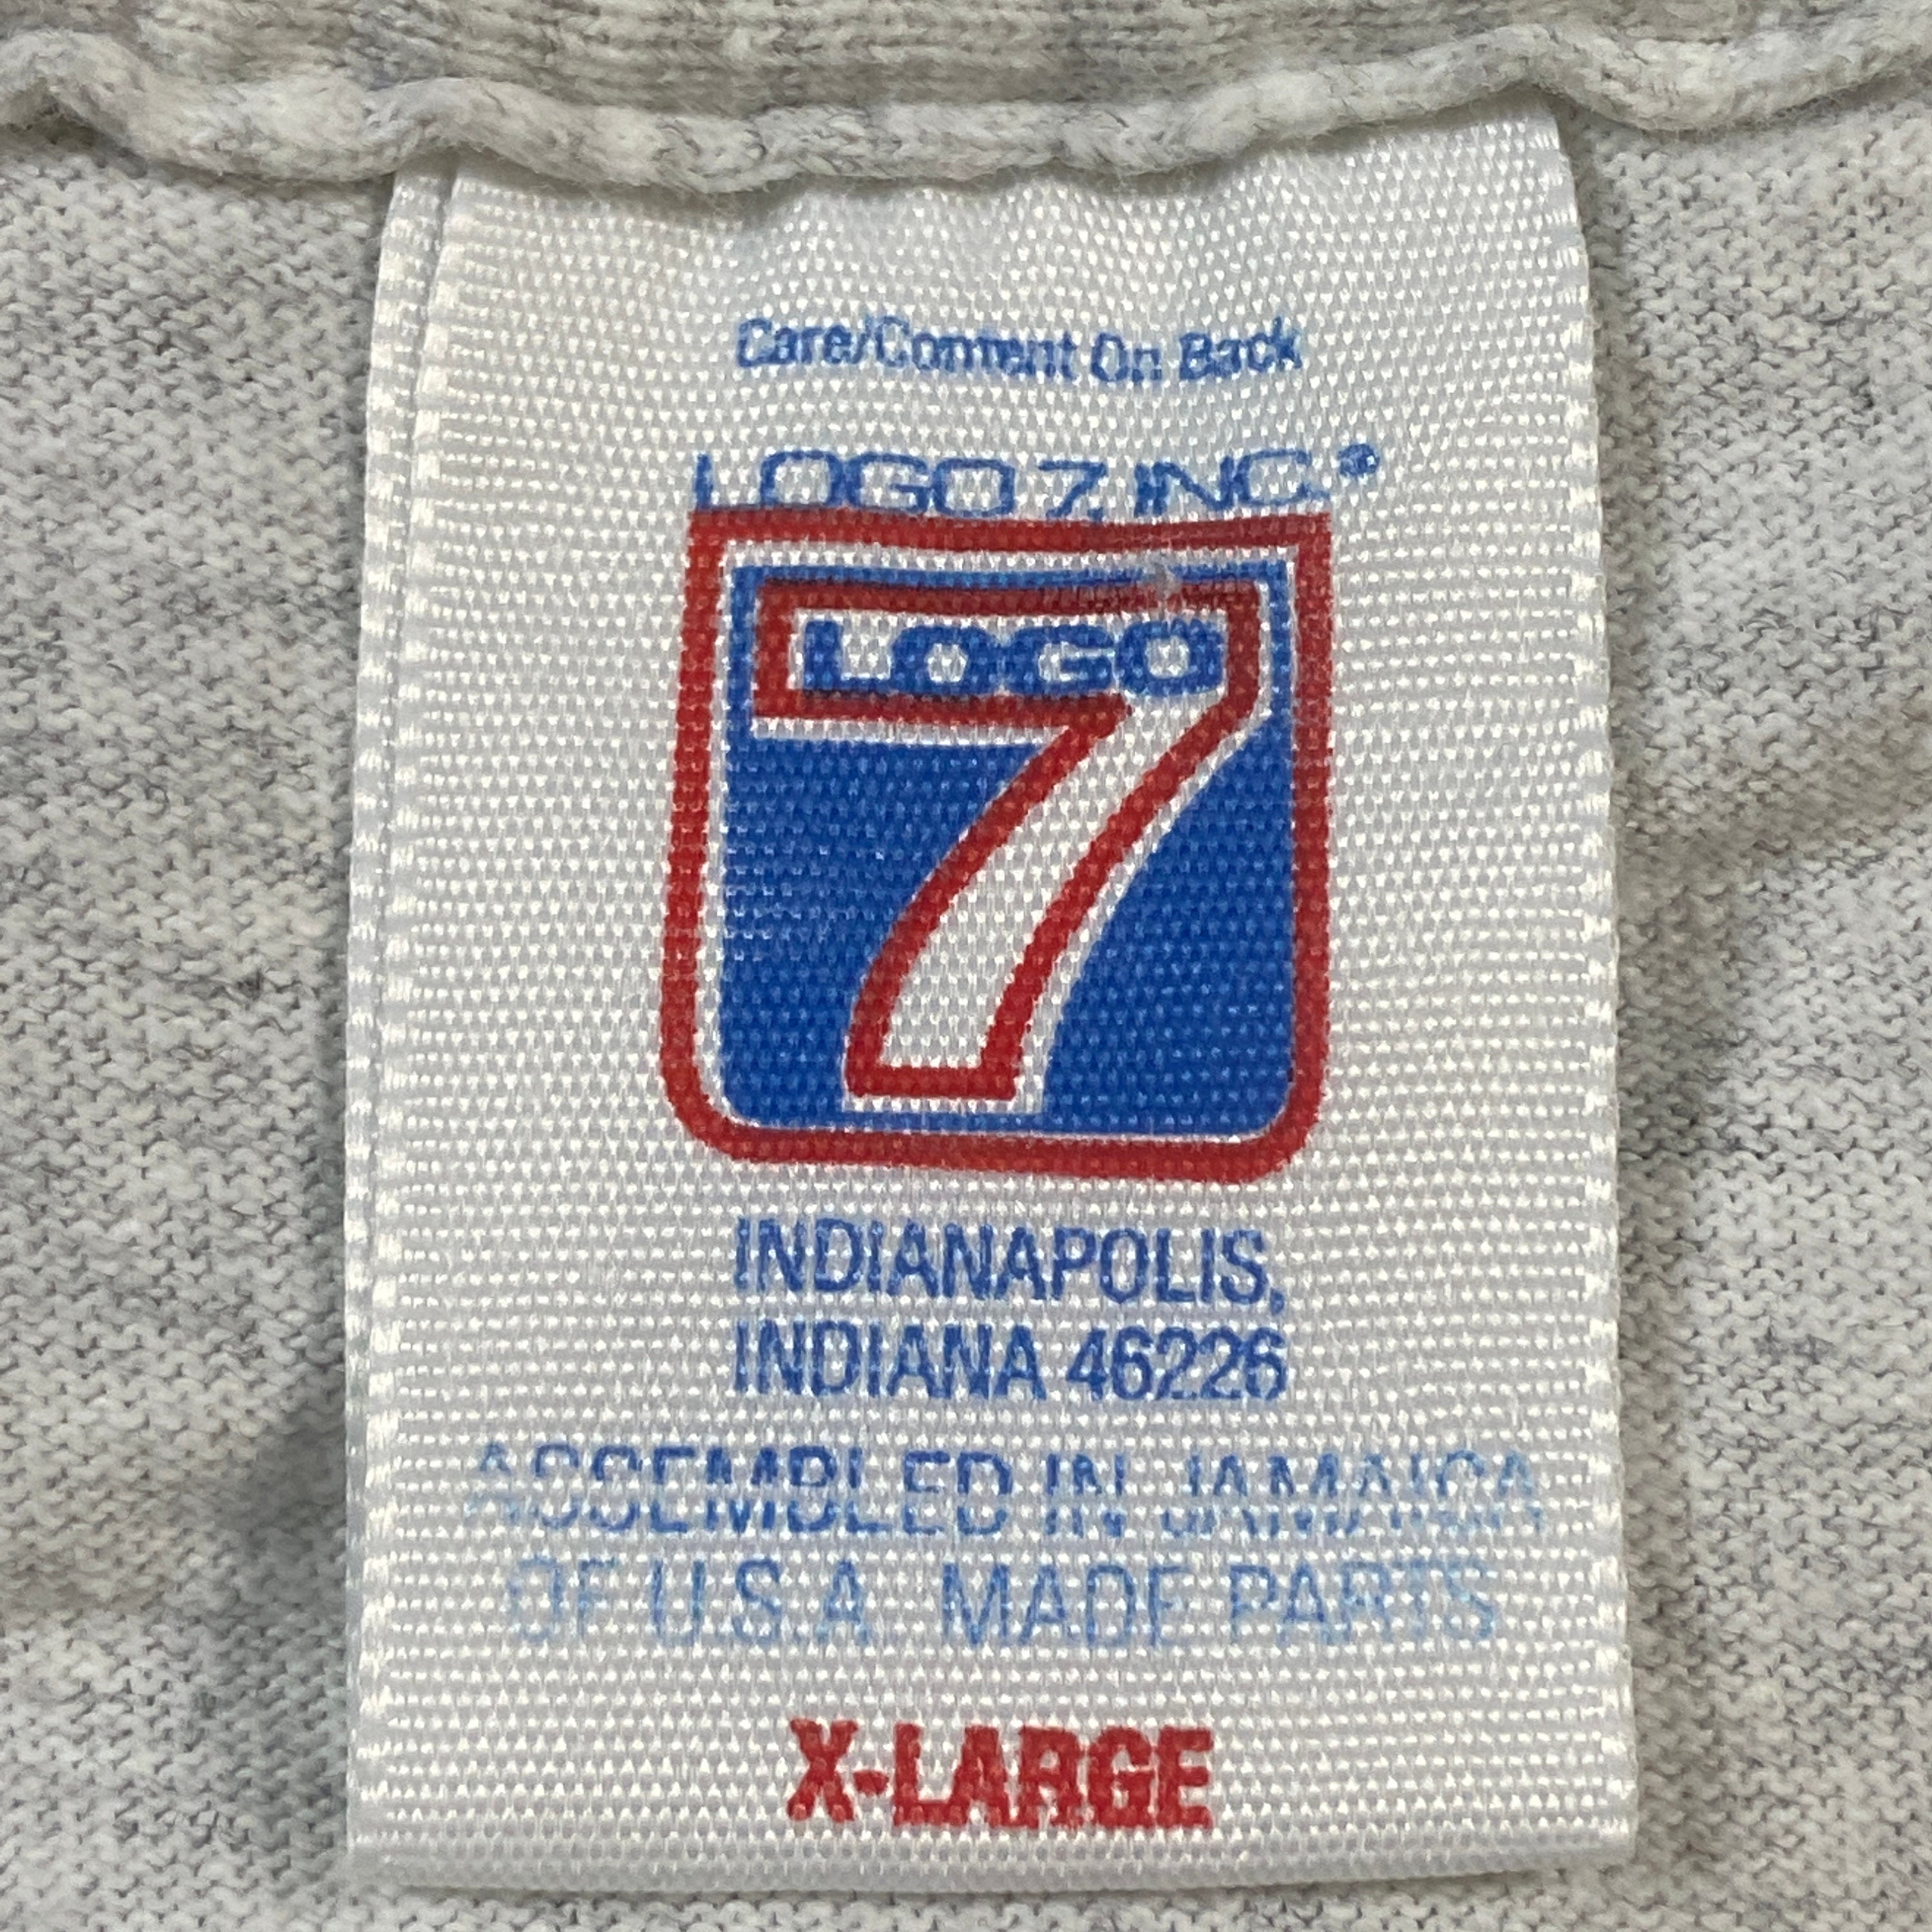 Care/Content On Back
LOGO 7, INC.®
LOGO
7
INDIANAPOLIS,
INDIANA 46226
ASSEMBLED IN JAMAICA
OF U.S.A. MADE PARTS
X-LARGE